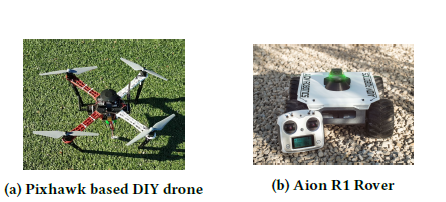 (a) Pixhawk based DIY drone
(b) Aion R1 Rover